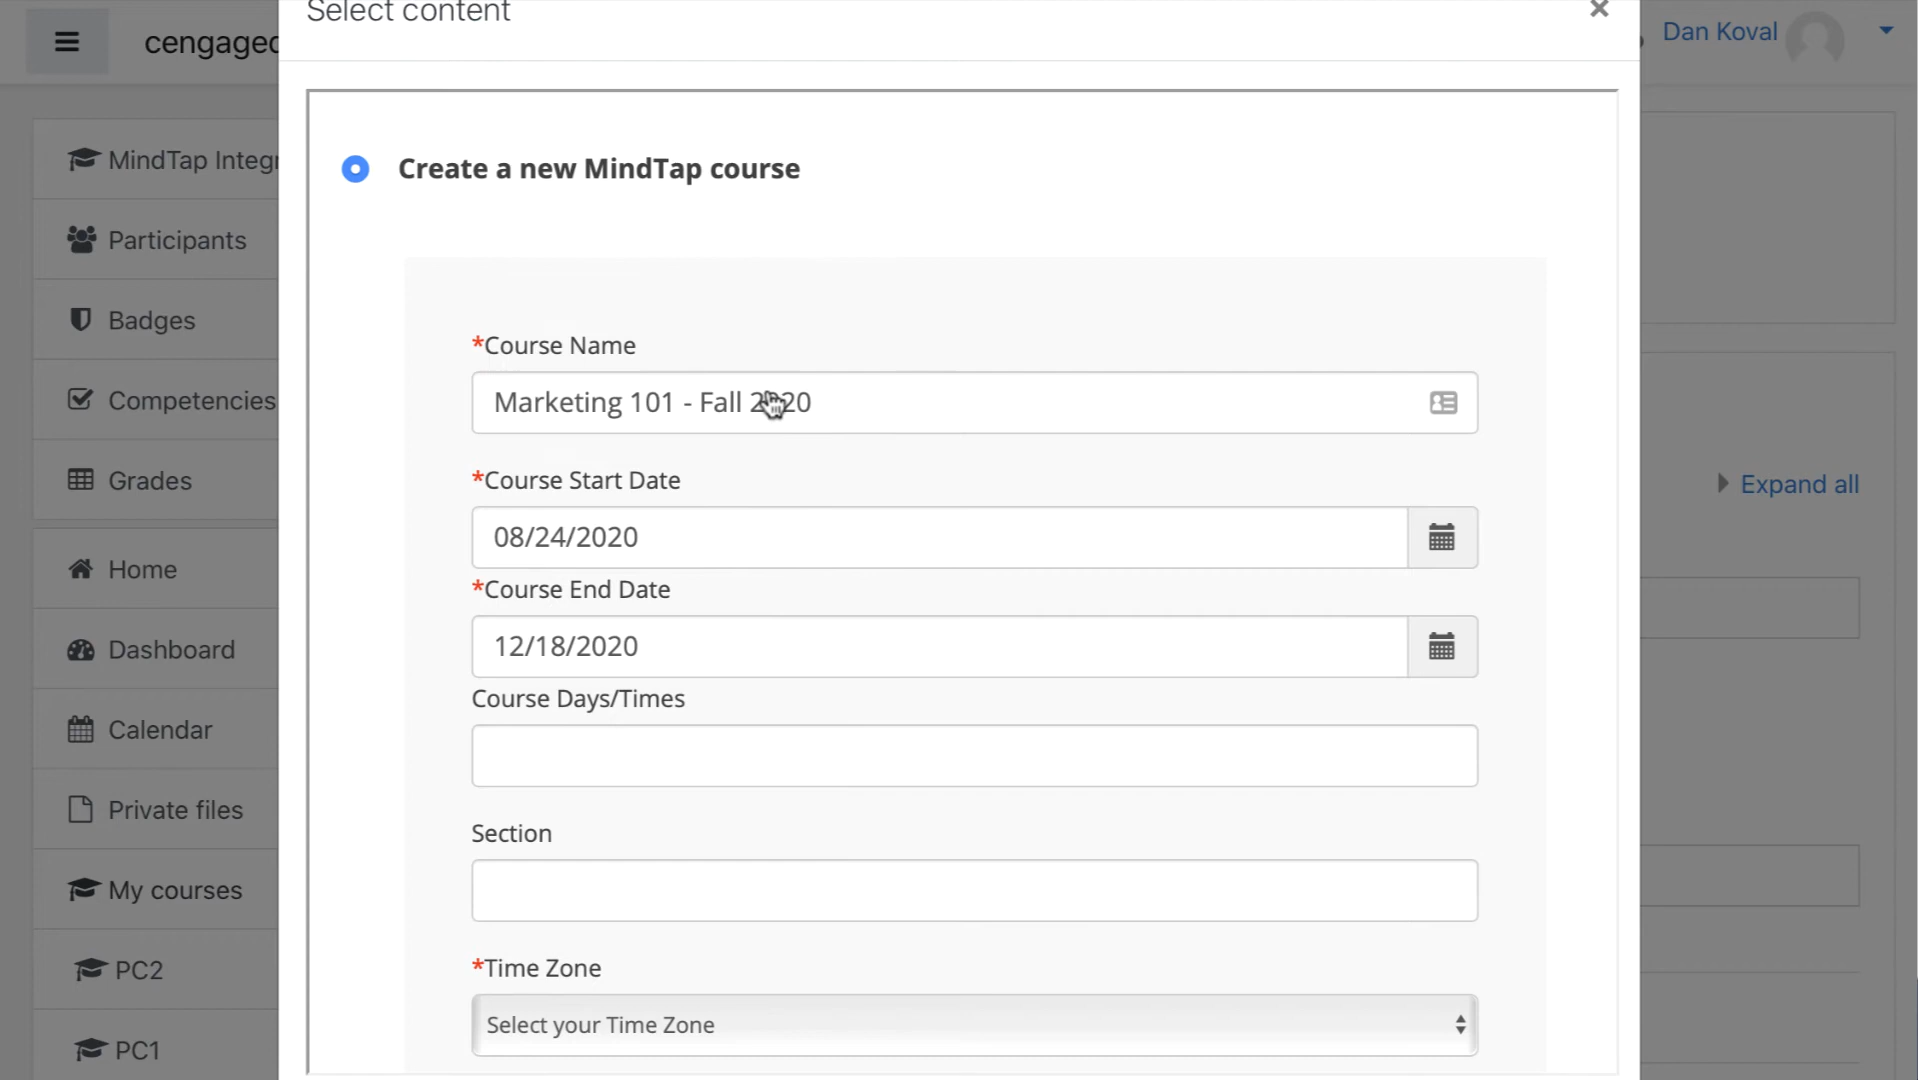 Select content
×
Dan Koval
MindTap Integr
Participants
Badges
Competencies
Grades
Home
Dashboard
Calendar
Private files
My courses
PC2
PC1
Create a new MindTap course
*Course Name
Marketing 101 - Fall 2020
*Course Start Date
08/24/2020
*Course End Date
12/18/2020
Course Days/Times
Section
*Time Zone
Select your Time Zone
Expand all